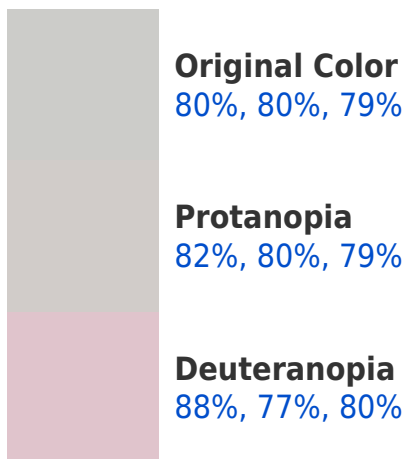 Original Color
80%, 80%, 79%
Protanopia
82%, 80%, 79%
Deuteranopia
88%, 77%, 80%